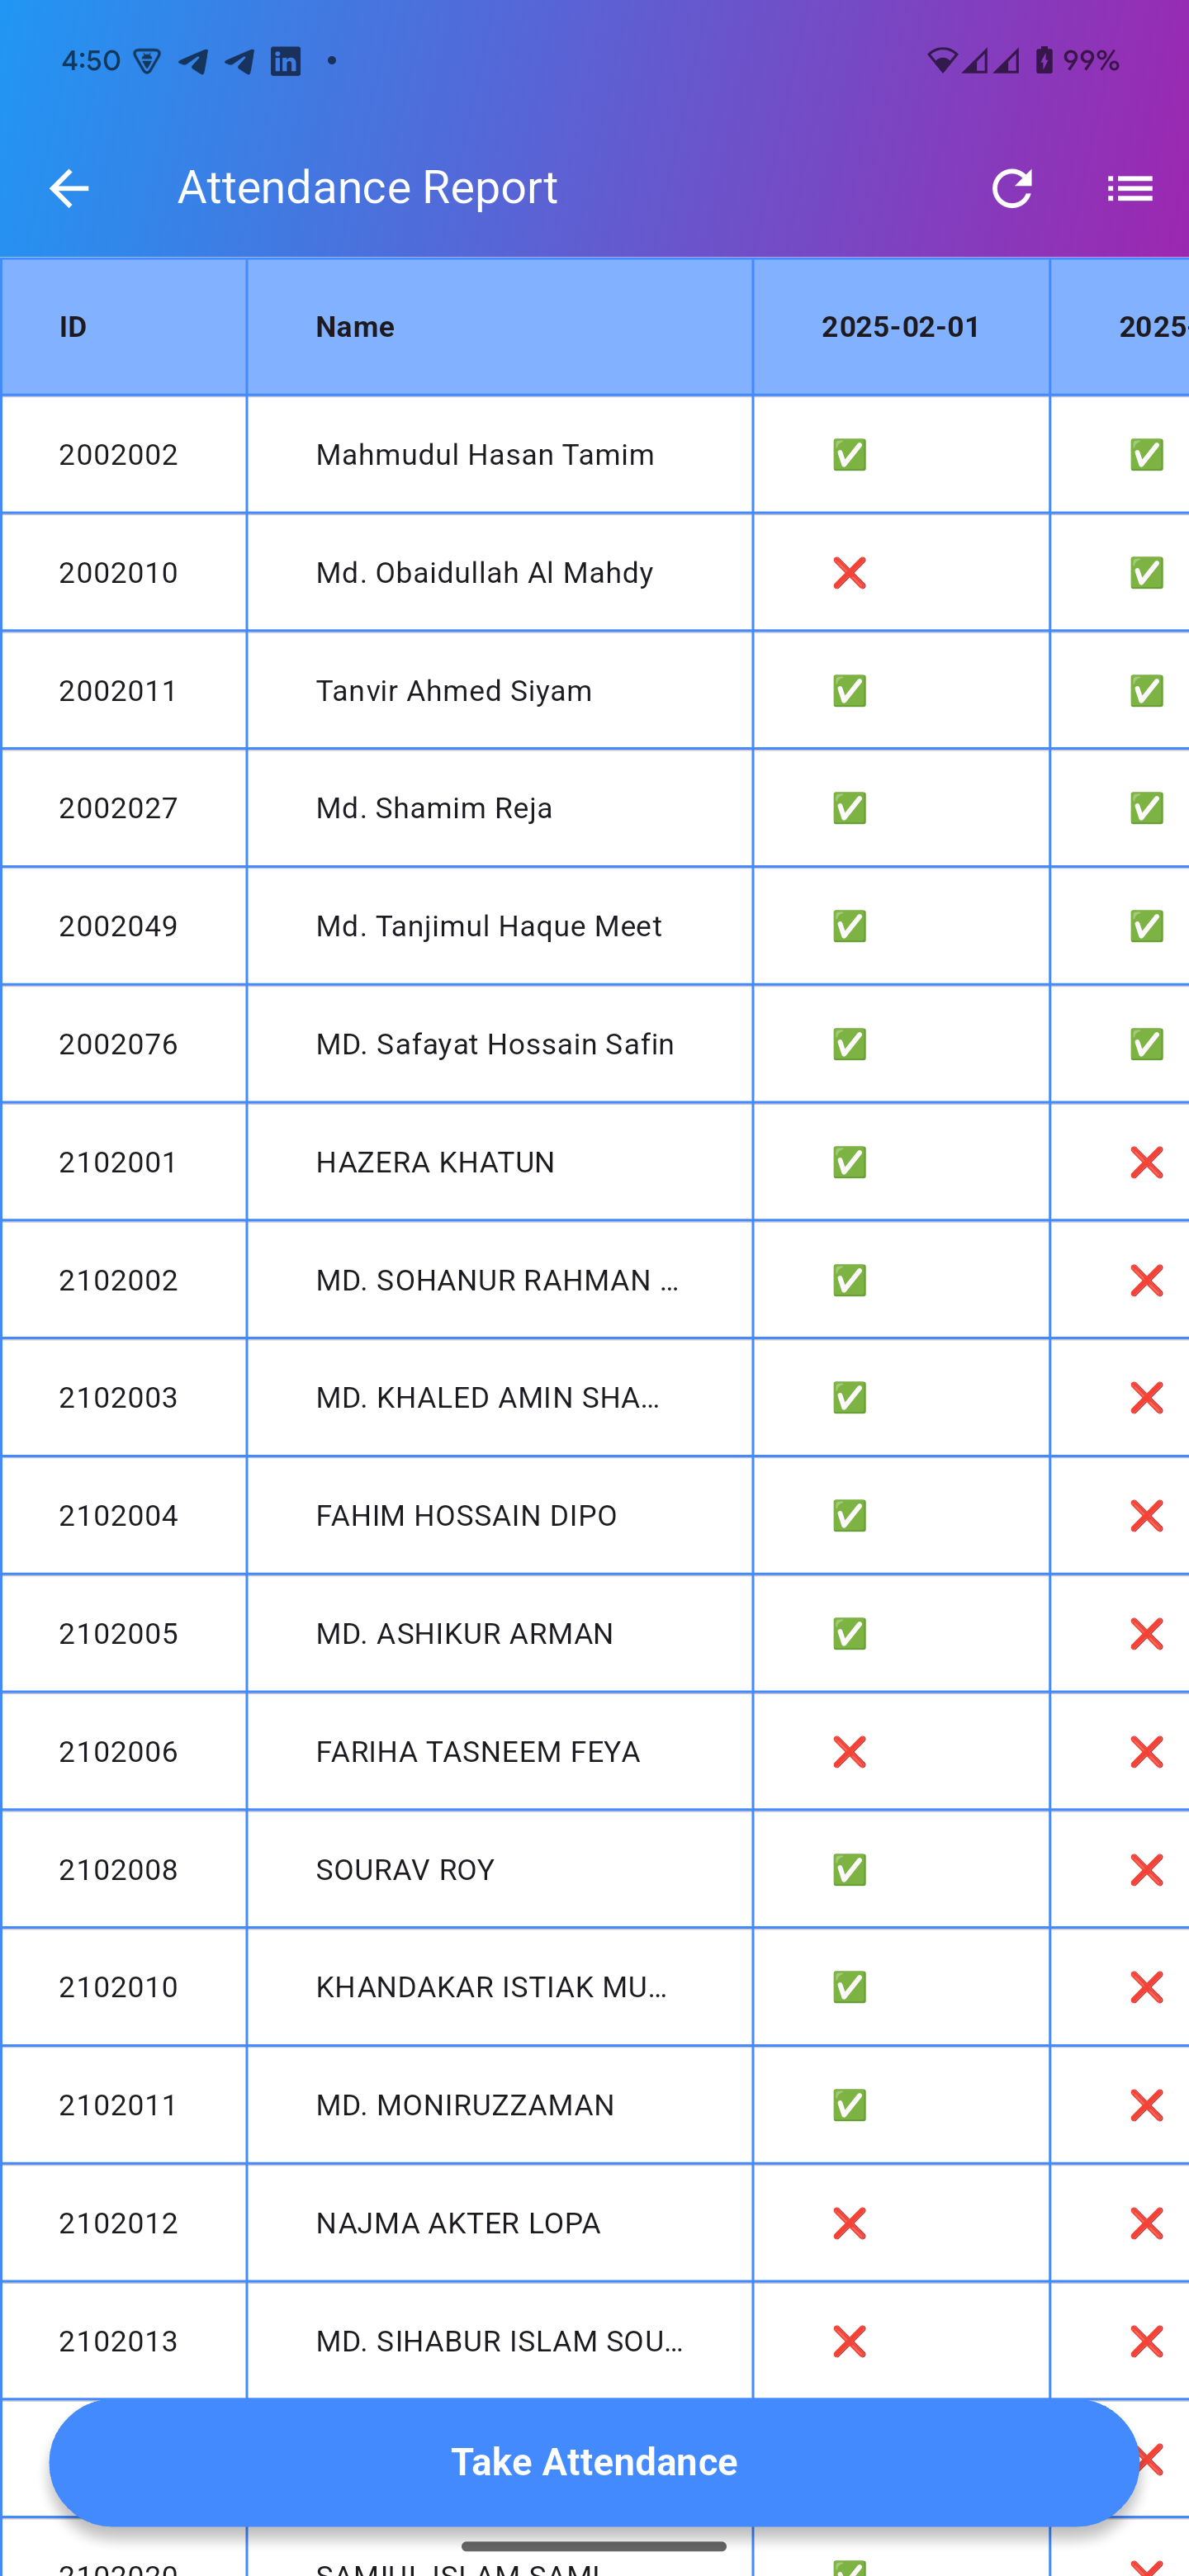 4:50 99%
Attendance Report
ID Name 2025-02-01 2025-
2002002 Mahmudul Hasan Tamim ✅ ✅
2002010 Md. Obaidullah Al Mahdy ❌ ✅
2002011 Tanvir Ahmed Siyam ✅ ✅
2002027 Md. Shamim Reja ✅ ✅
2002049 Md. Tanjimul Haque Meet ✅ ✅
2002076 MD. Safayat Hossain Safin ✅ ✅
2102001 HAZERA KHATUN ✅ ❌
2102002 MD. SOHANUR RAHMAN ... ✅ ❌
2102003 MD. KHALED AMIN SHA... ✅ ❌
2102004 FAHIM HOSSAIN DIPO ✅ ❌
2102005 MD. ASHIKUR ARMAN ✅ ❌
2102006 FARIHA TASNEEM FEYA ❌ ❌
2102008 SOURAV ROY ✅ ❌
2102010 KHANDAKAR ISTIAK MU... ✅ ❌
2102011 MD. MONIRUZZAMAN ✅ ❌
2102012 NAJMA AKTER LOPA ❌ ❌
2102013 MD. SIHABUR ISLAM SOU... ❌ ❌
Take Attendance ❌
2102020 SAMIUL ISLAM SAMI ✅ ❌